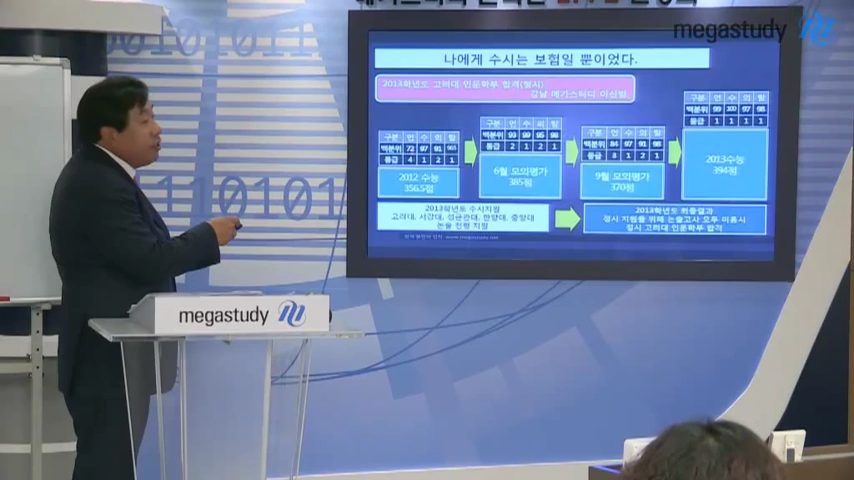 megastudy
나에게 수시는 보험일 뿐이었다.
2013학년도 고려대 인문학부 합격(정시)
강남 메가스터디 이신범
구분 언 수 외 탐
백분위 72 97 91 96.5
등급 4 1 2 1
2012 수능
356.5점
구분 언 수 외 탐
백분위 93 99 95 98
등급 2 1 2 1
6월 모의평가
385점
구분 언 수 외 탐
백분위 84 97 91 98
등급 3 1 2 1
9월 모의평가
370점
구분 언 수 외 탐
백분위 99 100 97 98
등급 1 1 1 1
2013수능
394점
2013학년도 수시지원
고려대, 서강대, 성균관대, 한양대, 중앙대
논술 전형 지원
2013학년도 최종결과
정시 지원을 위해 논술고사 모두 미응시
정시 고려대 인문학부 합격
megastudy